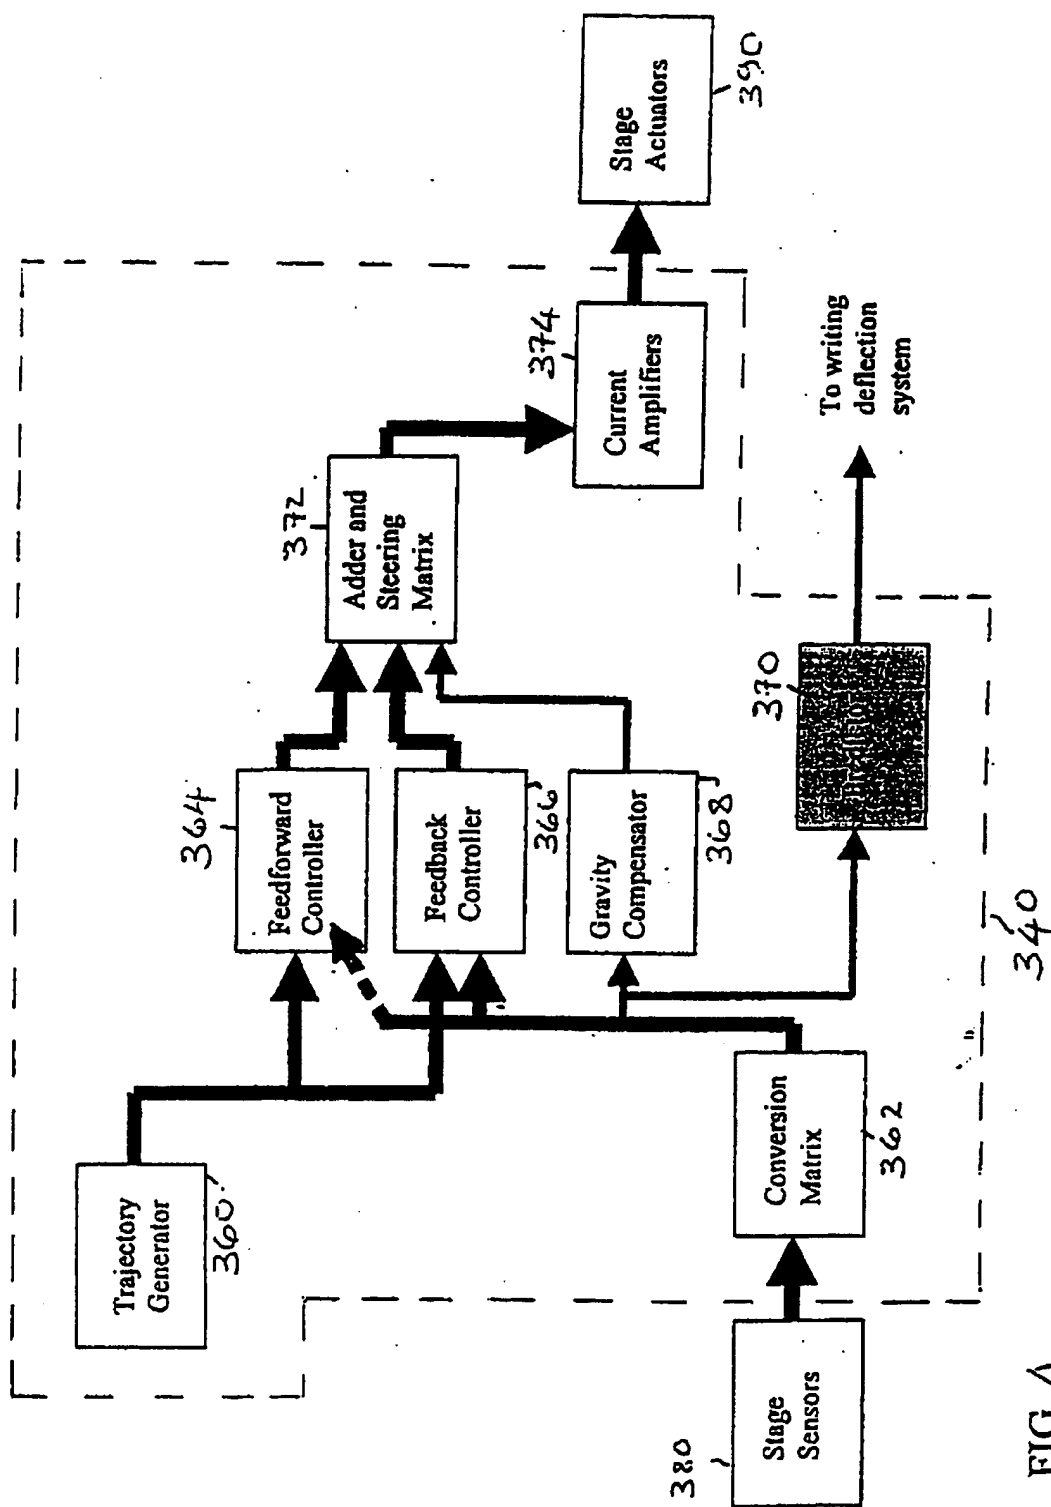 Trajectory
Generator
360
380
Stage
Sensors
Conversion
Matrix
362
364
Feedforward
Controller
Feedback
Controller
366
Gravity
Compensator
368
370
372
Adder and
Steering
Matrix
374
Current
Amplifiers
Stage
Actuators
390
To writing
deflection
system
340
FIG